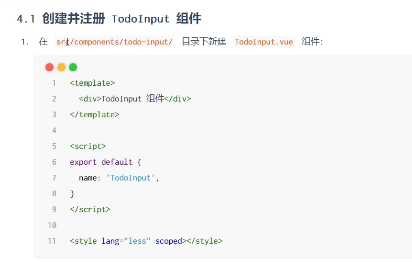 4.1 创建并注册 TodoInput 组件
1. 在 src/components/todo-input/ 目录下新建 TodoInput.vue 组件:
1 <template>
2 <div>TodoInput 组件</div>
3 </template>
4
5 <script>
6 export default {
7 name: 'TodoInput',
8 }
9 </script>
10
11 <style lang="less" scoped></style>